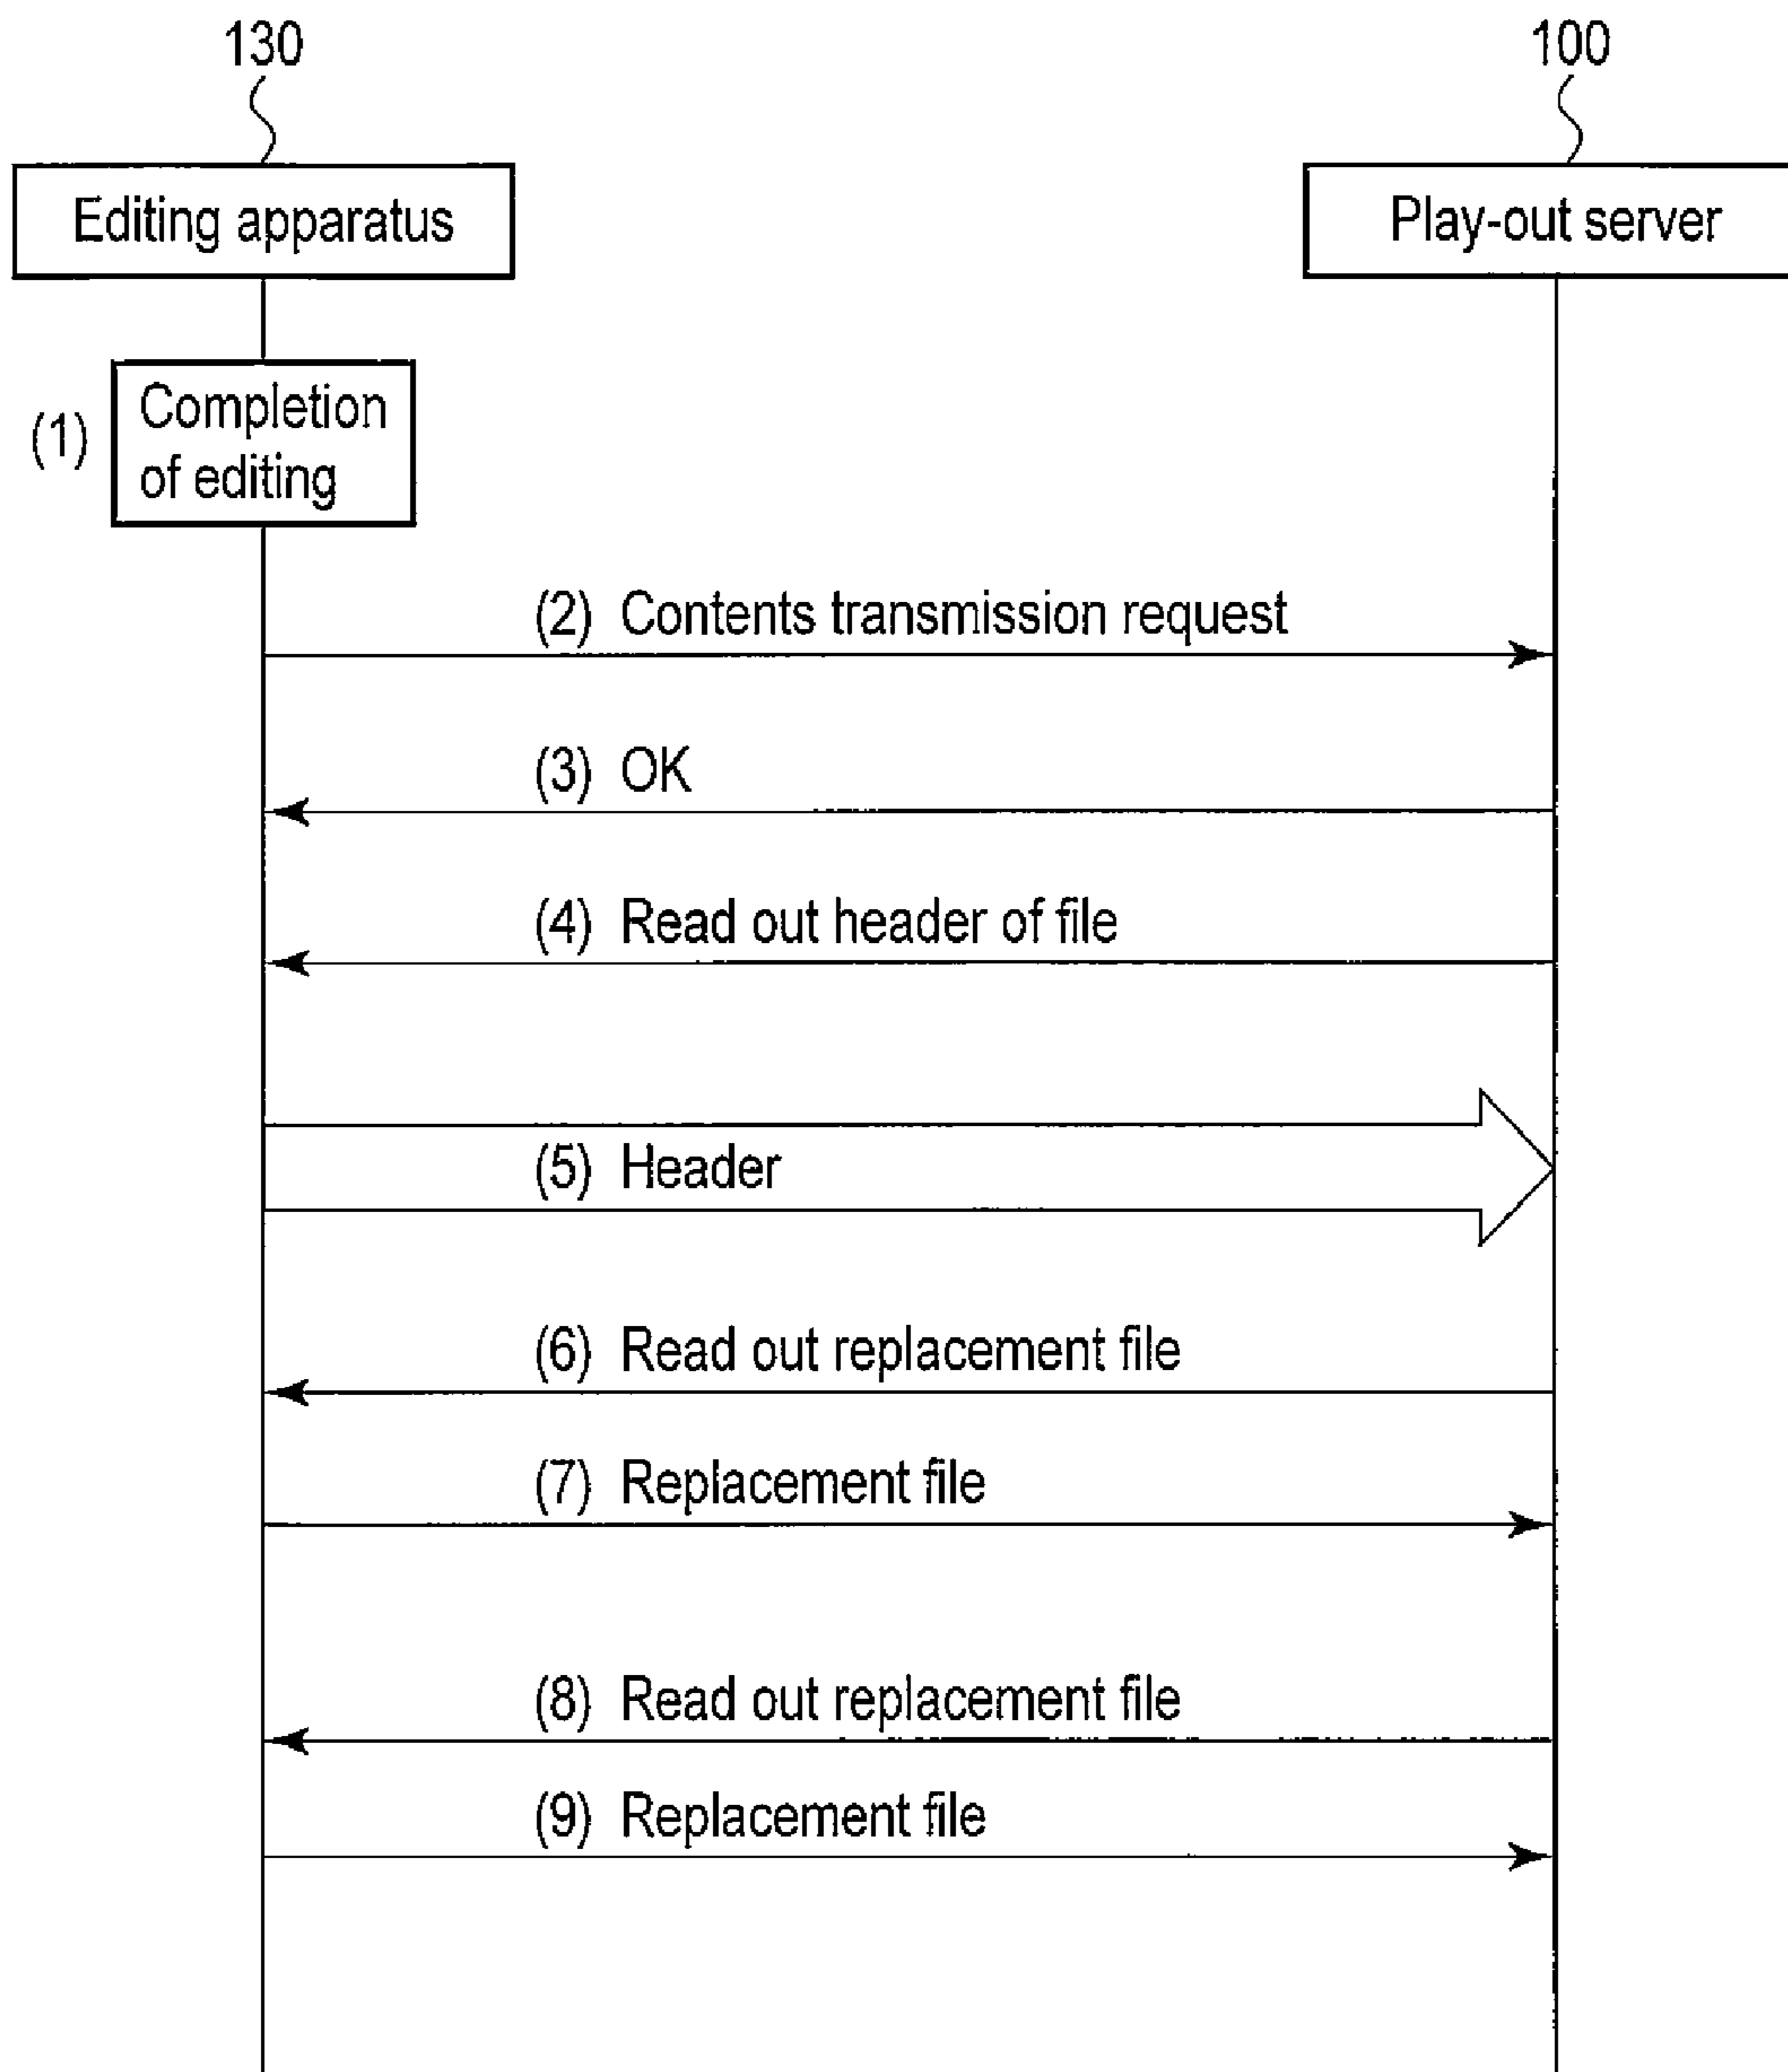 130
100
Editing apparatus
Play-out server
(1)
Completion
of editing
(2) Contents transmission request
(3) OK
(4) Read out header of file
(5) Header
(6) Read out replacement file
(7) Replacement file
(8) Read out replacement file
(9) Replacement file